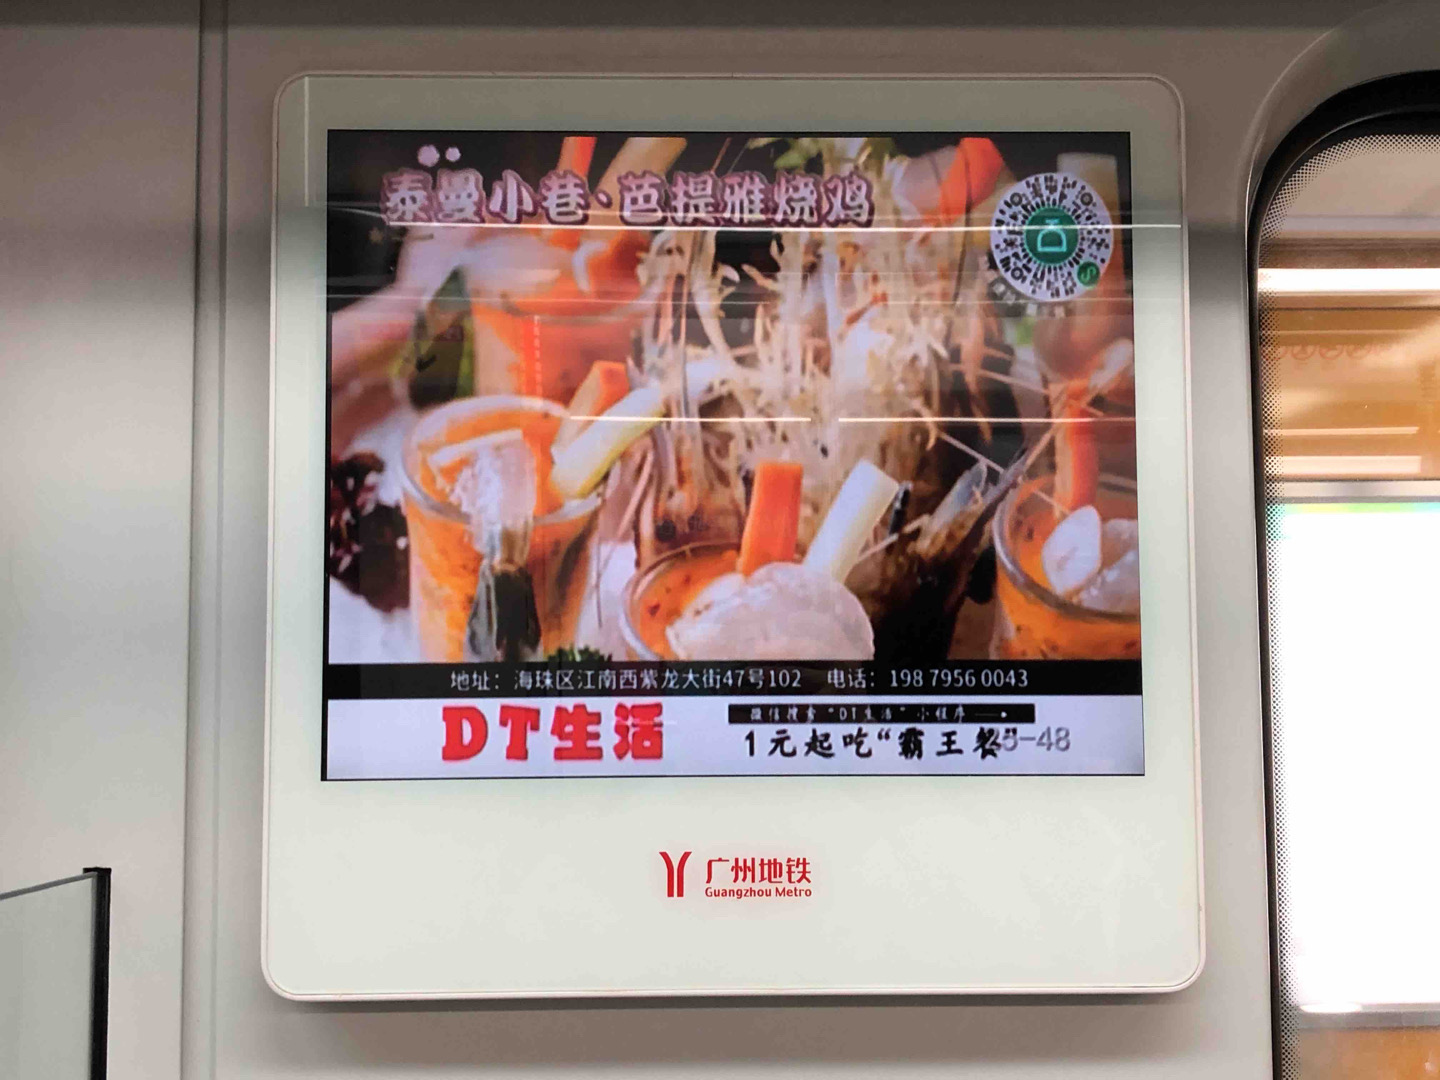 泰曼小巷·芭提雅烧鸡
地址：海珠区江南西紫龙大街47号102 电话：198 7956 0043
DT生活
微信搜索“DT生活”小程序
1元起吃“霸王餐”
-48
广州地铁
Guangzhou Metro